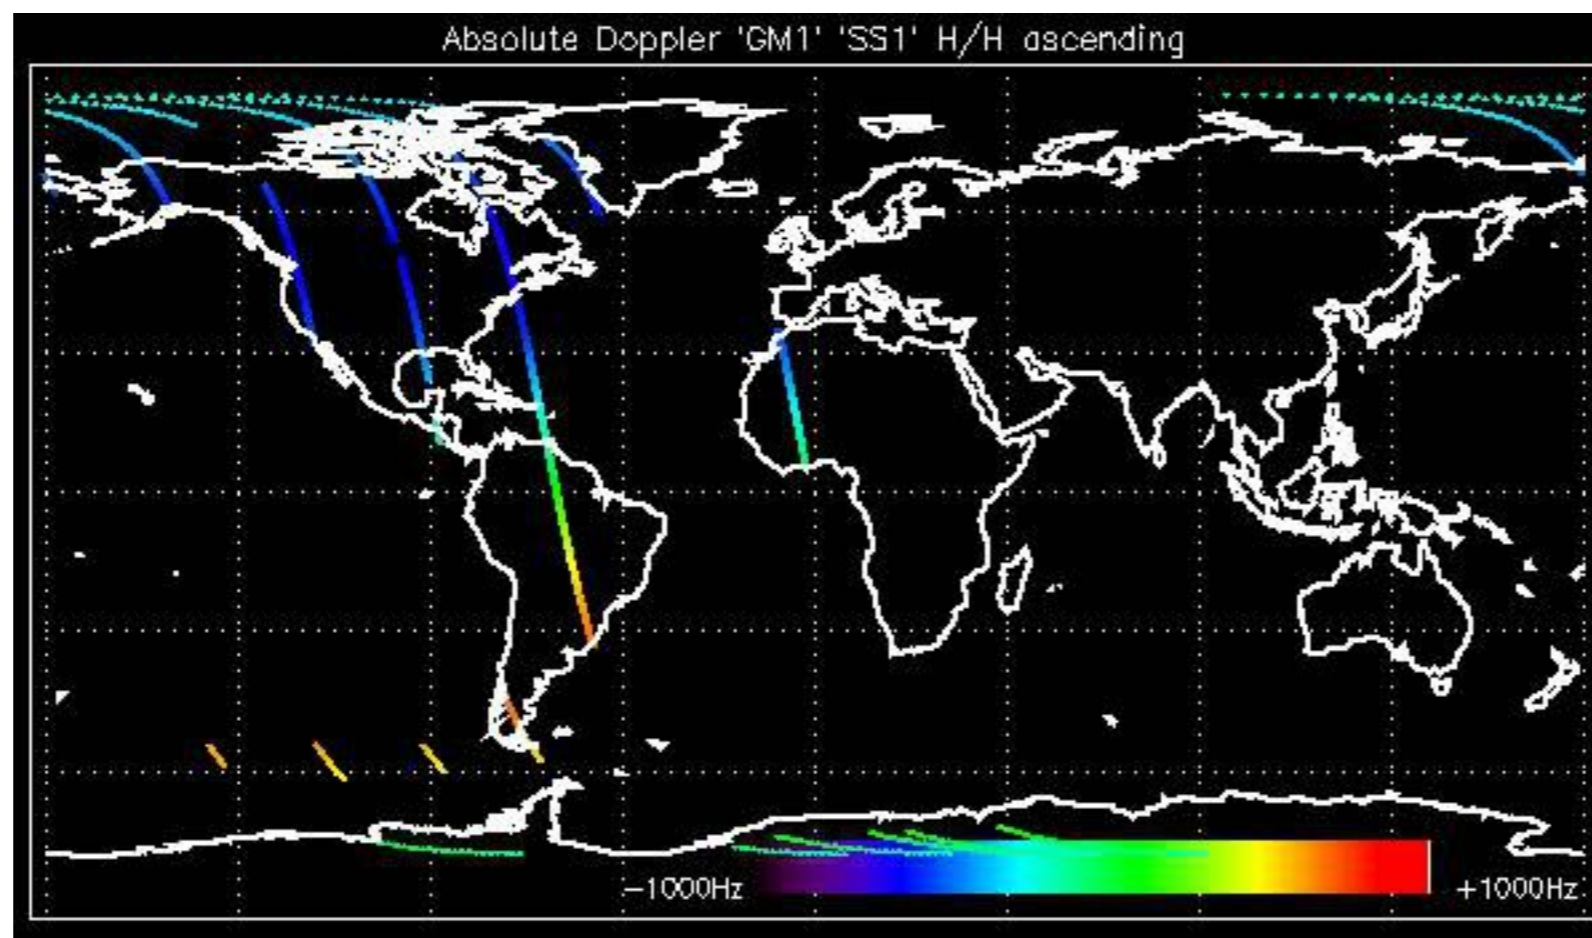 Absolute Doppler 'GM1' 'SS1' H/H ascending
−1000Hz +1000Hz